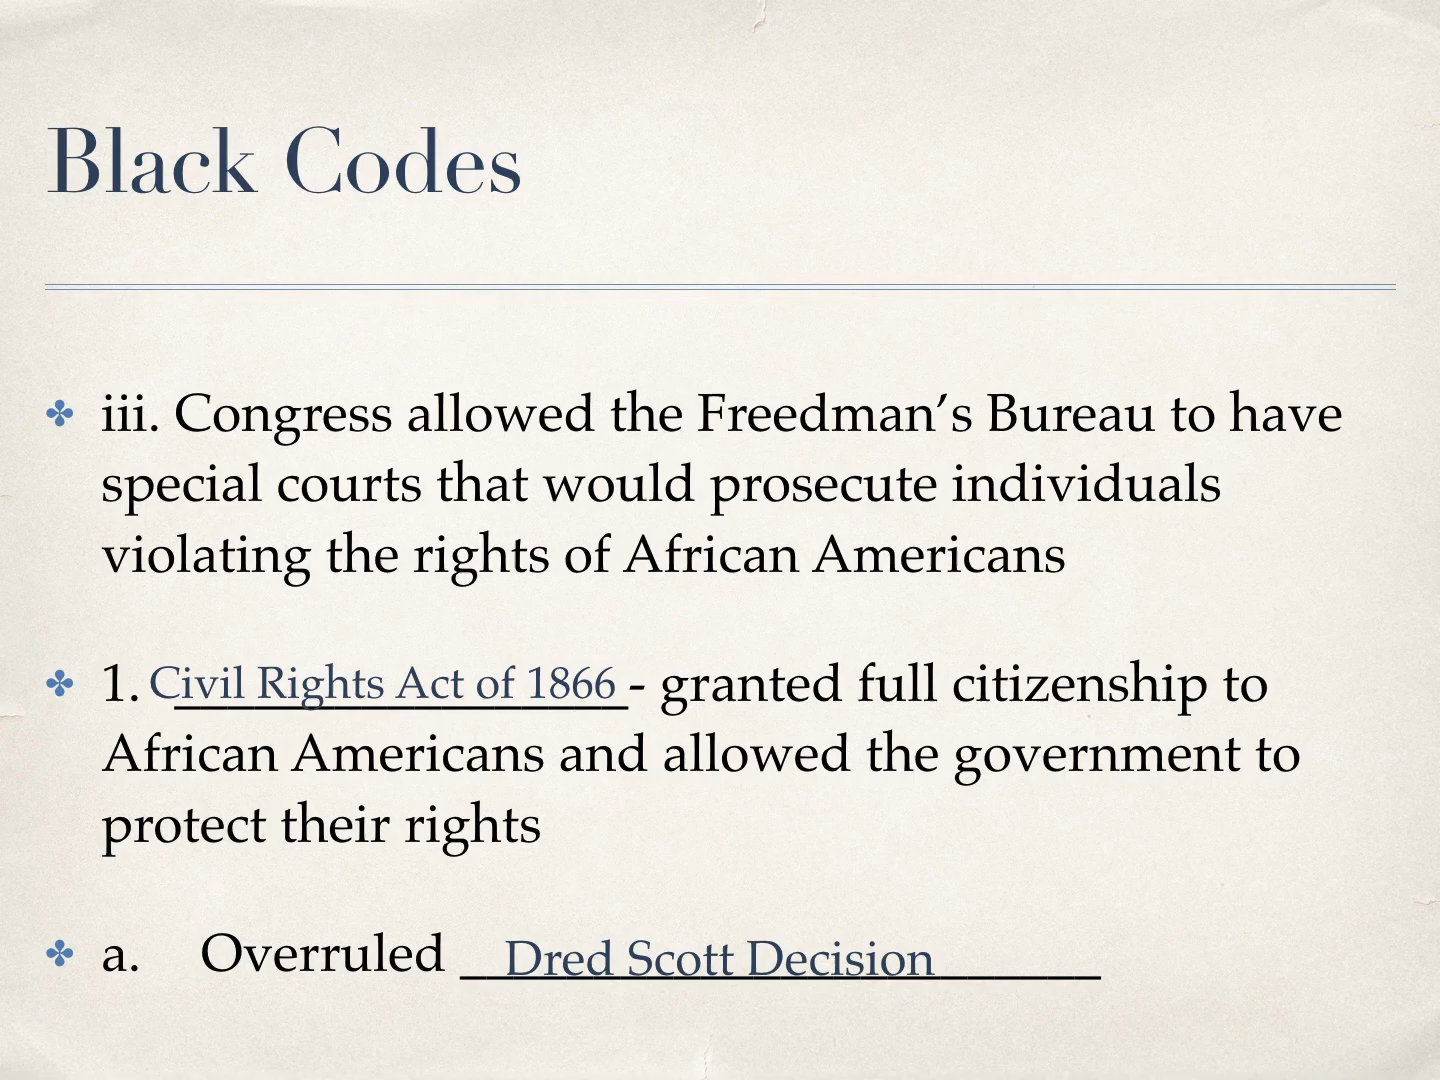 Black Codes
iii. Congress allowed the Freedman’s Bureau to have
special courts that would prosecute individuals
violating the rights of African Americans
1. Civil Rights Act of 1866 - granted full citizenship to
African Americans and allowed the government to
protect their rights
a. Overruled Dred Scott Decision